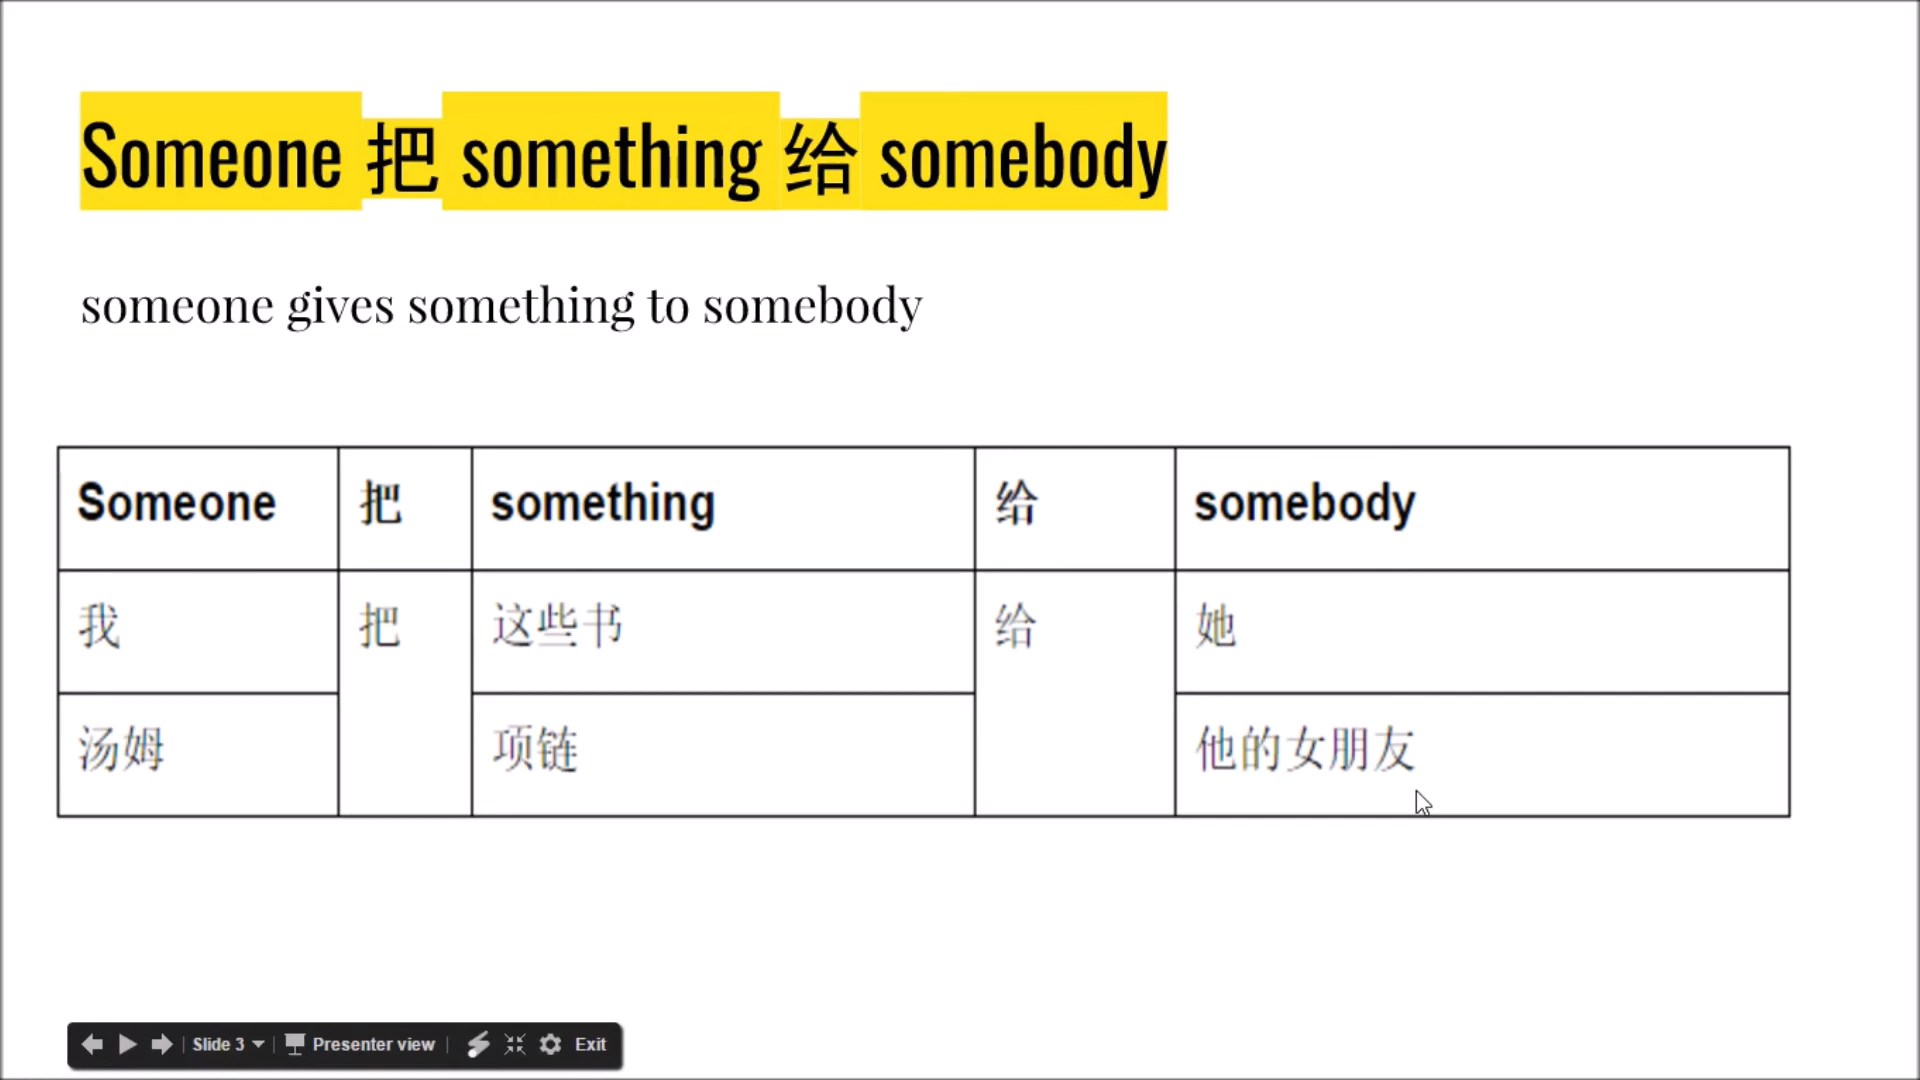 Someone 把 something 给 somebody
someone gives something to somebody
Someone 把 something 给 somebody
我 把 这些书 给 她
汤姆 项链 他的女朋友
Slide 3 Presenter view Exit